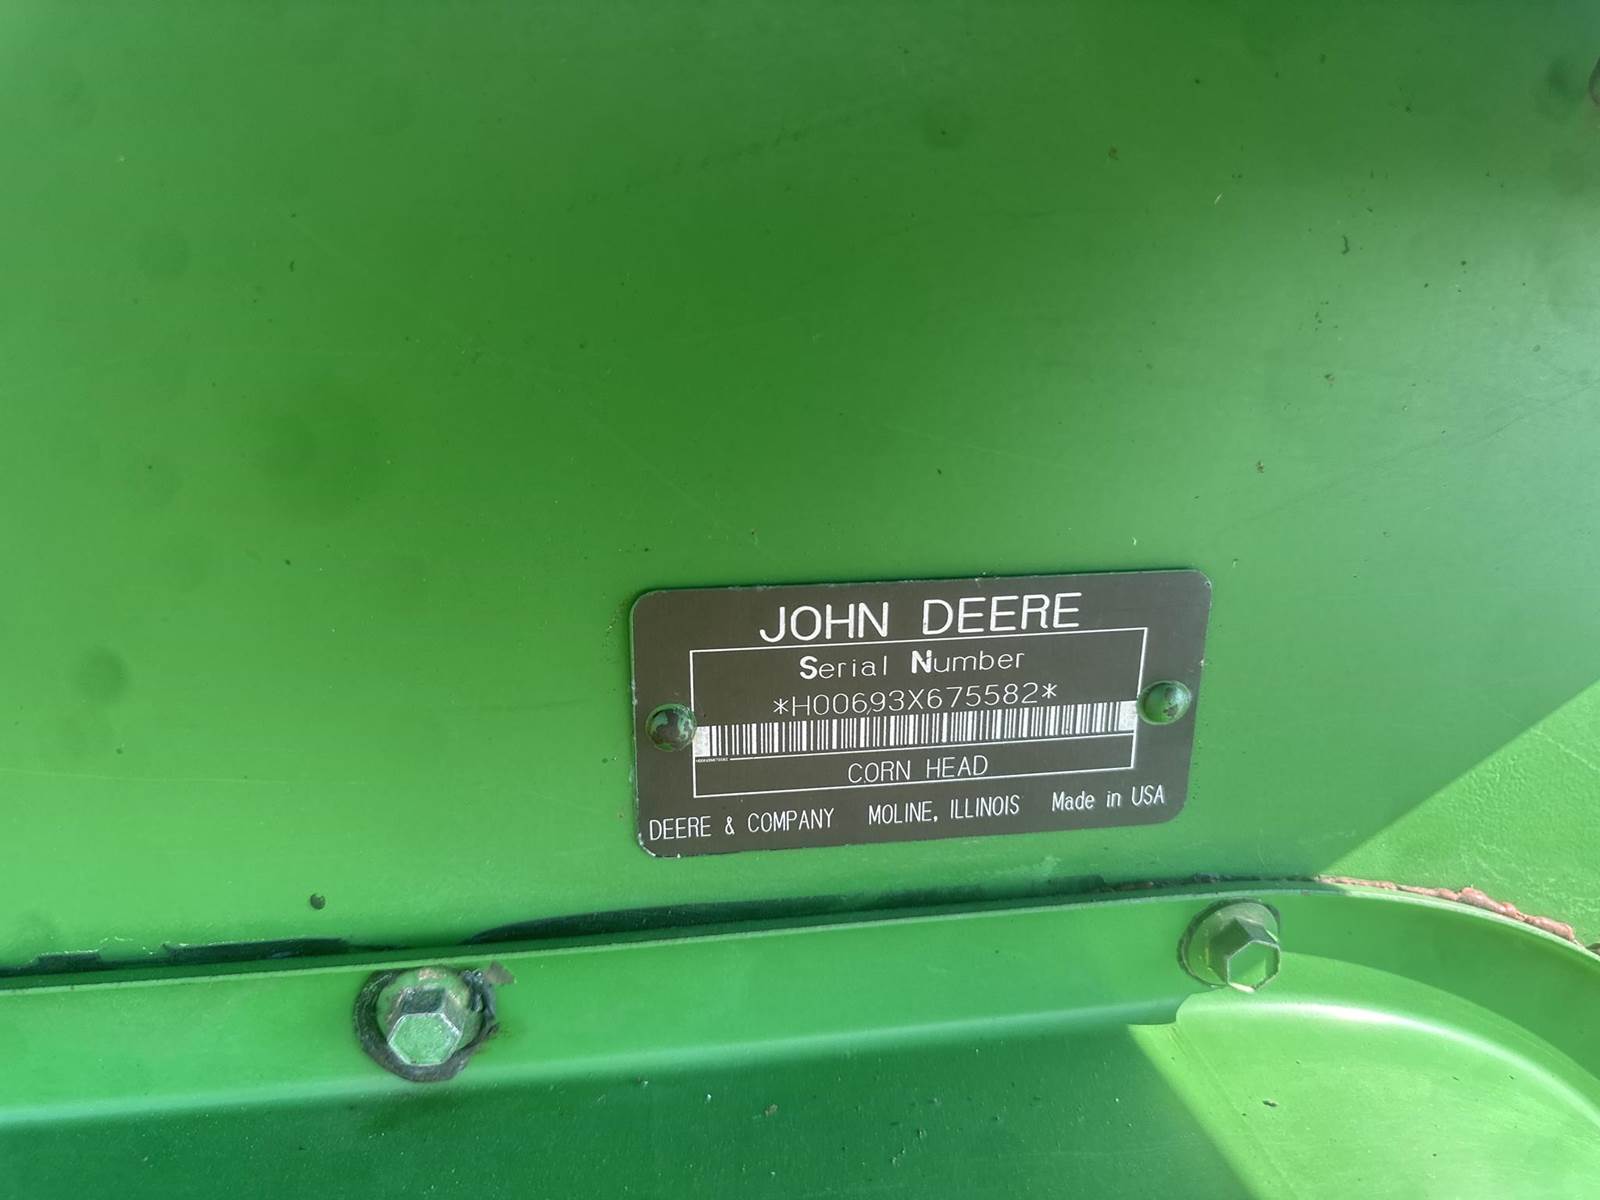 JOHN DEERE
Serial Number
*H00693X675582*
CORN HEAD
DEERE & COMPANY MOLINE, ILLINOIS Made in USA